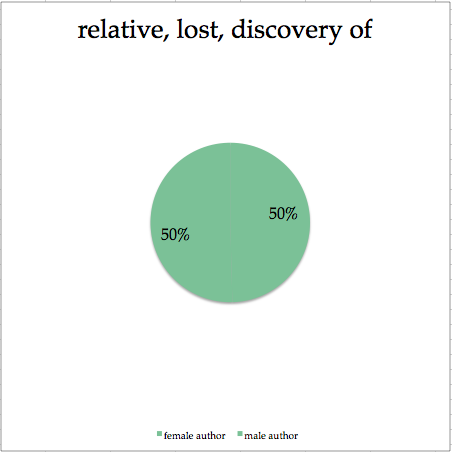 relative, lost, discovery of
50%
50%
female author male author